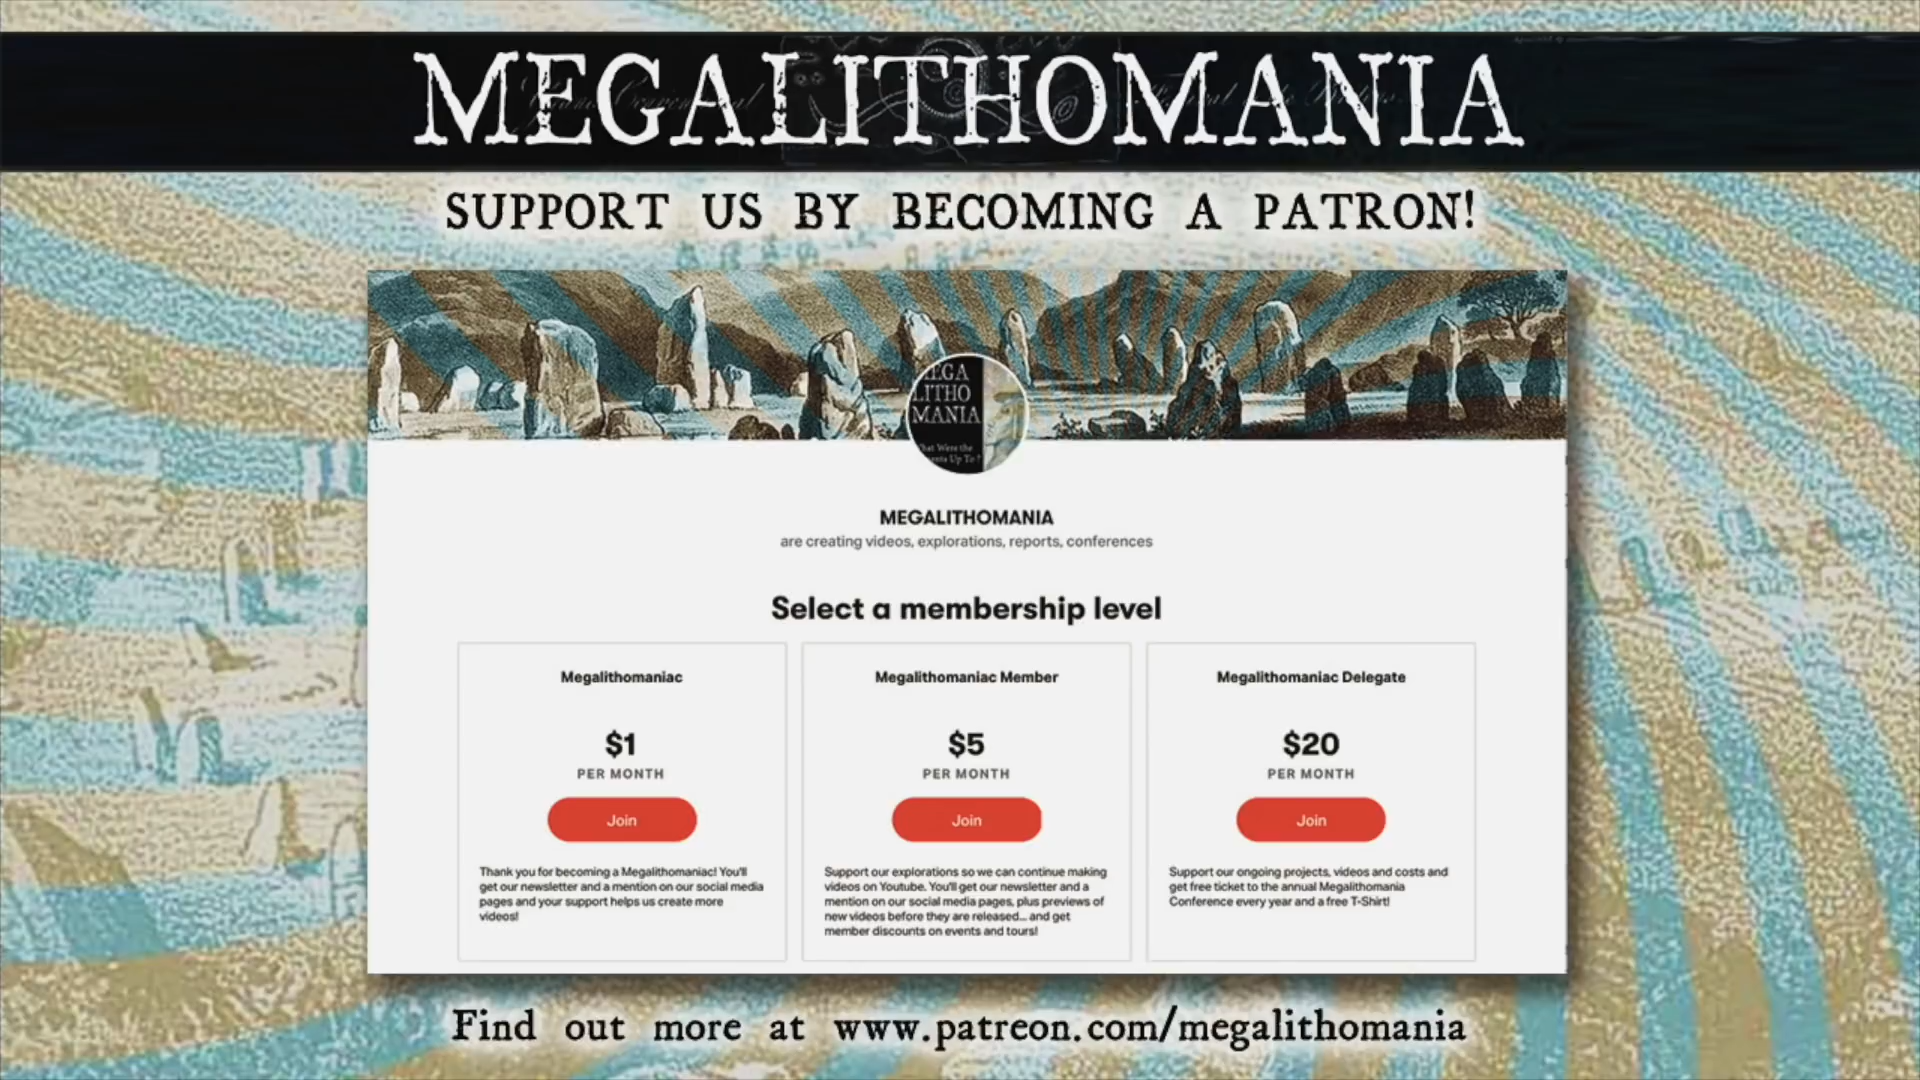 MEGALITHOMANIA
SUPPORT US BY BECOMING A PATRON!
MEGA
LITHO
MANIA
hat Were the
ents Up To?
MEGALITHOMANIA
are creating videos, explorations, reports, conferences
Select a membership level
Megalithomaniac
$1
PER MONTH
Join
Thank you for becoming a Megalithomaniac! You'll
get our newsletter and a mention on our social media
pages and your support helps us create more
videos!
Megalithomaniac Member
$5
PER MONTH
Join
Support our explorations so we can continue making
videos on Youtube. You'll get our newsletter and a
mention on our social media pages, plus previews of
new videos before they are released... and get
member discounts on events and tours!
Megalithomaniac Delegate
$20
PER MONTH
Join
Support our ongoing projects, videos and costs and
get free ticket to the annual Megalithomania
Conference every year and a free T-Shirt!
Find out more at www.patreon.com/megalithomania